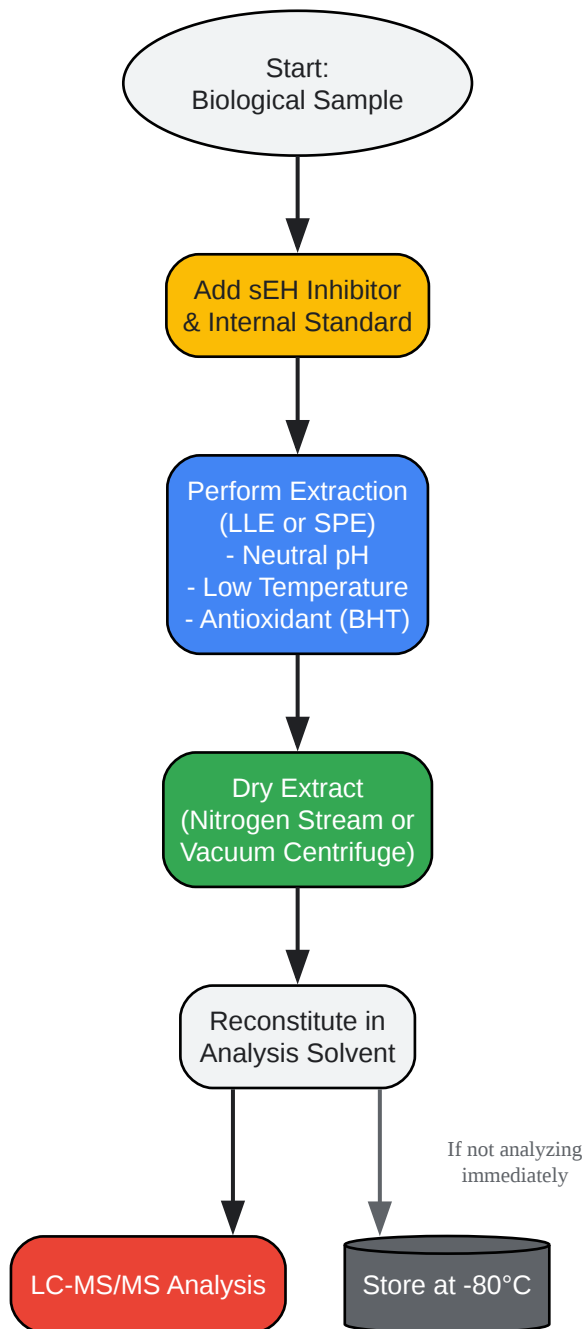 Start:
Biological Sample
Add sEH Inhibitor
& Internal Standard
Perform Extraction
(LLE or SPE)
- Neutral pH
- Low Temperature
- Antioxidant (BHT)
Dry Extract
(Nitrogen Stream or
Vacuum Centrifuge)
Reconstitute in
Analysis Solvent
If not analyzing
immediately
LC-MS/MS Analysis
Store at -80°C